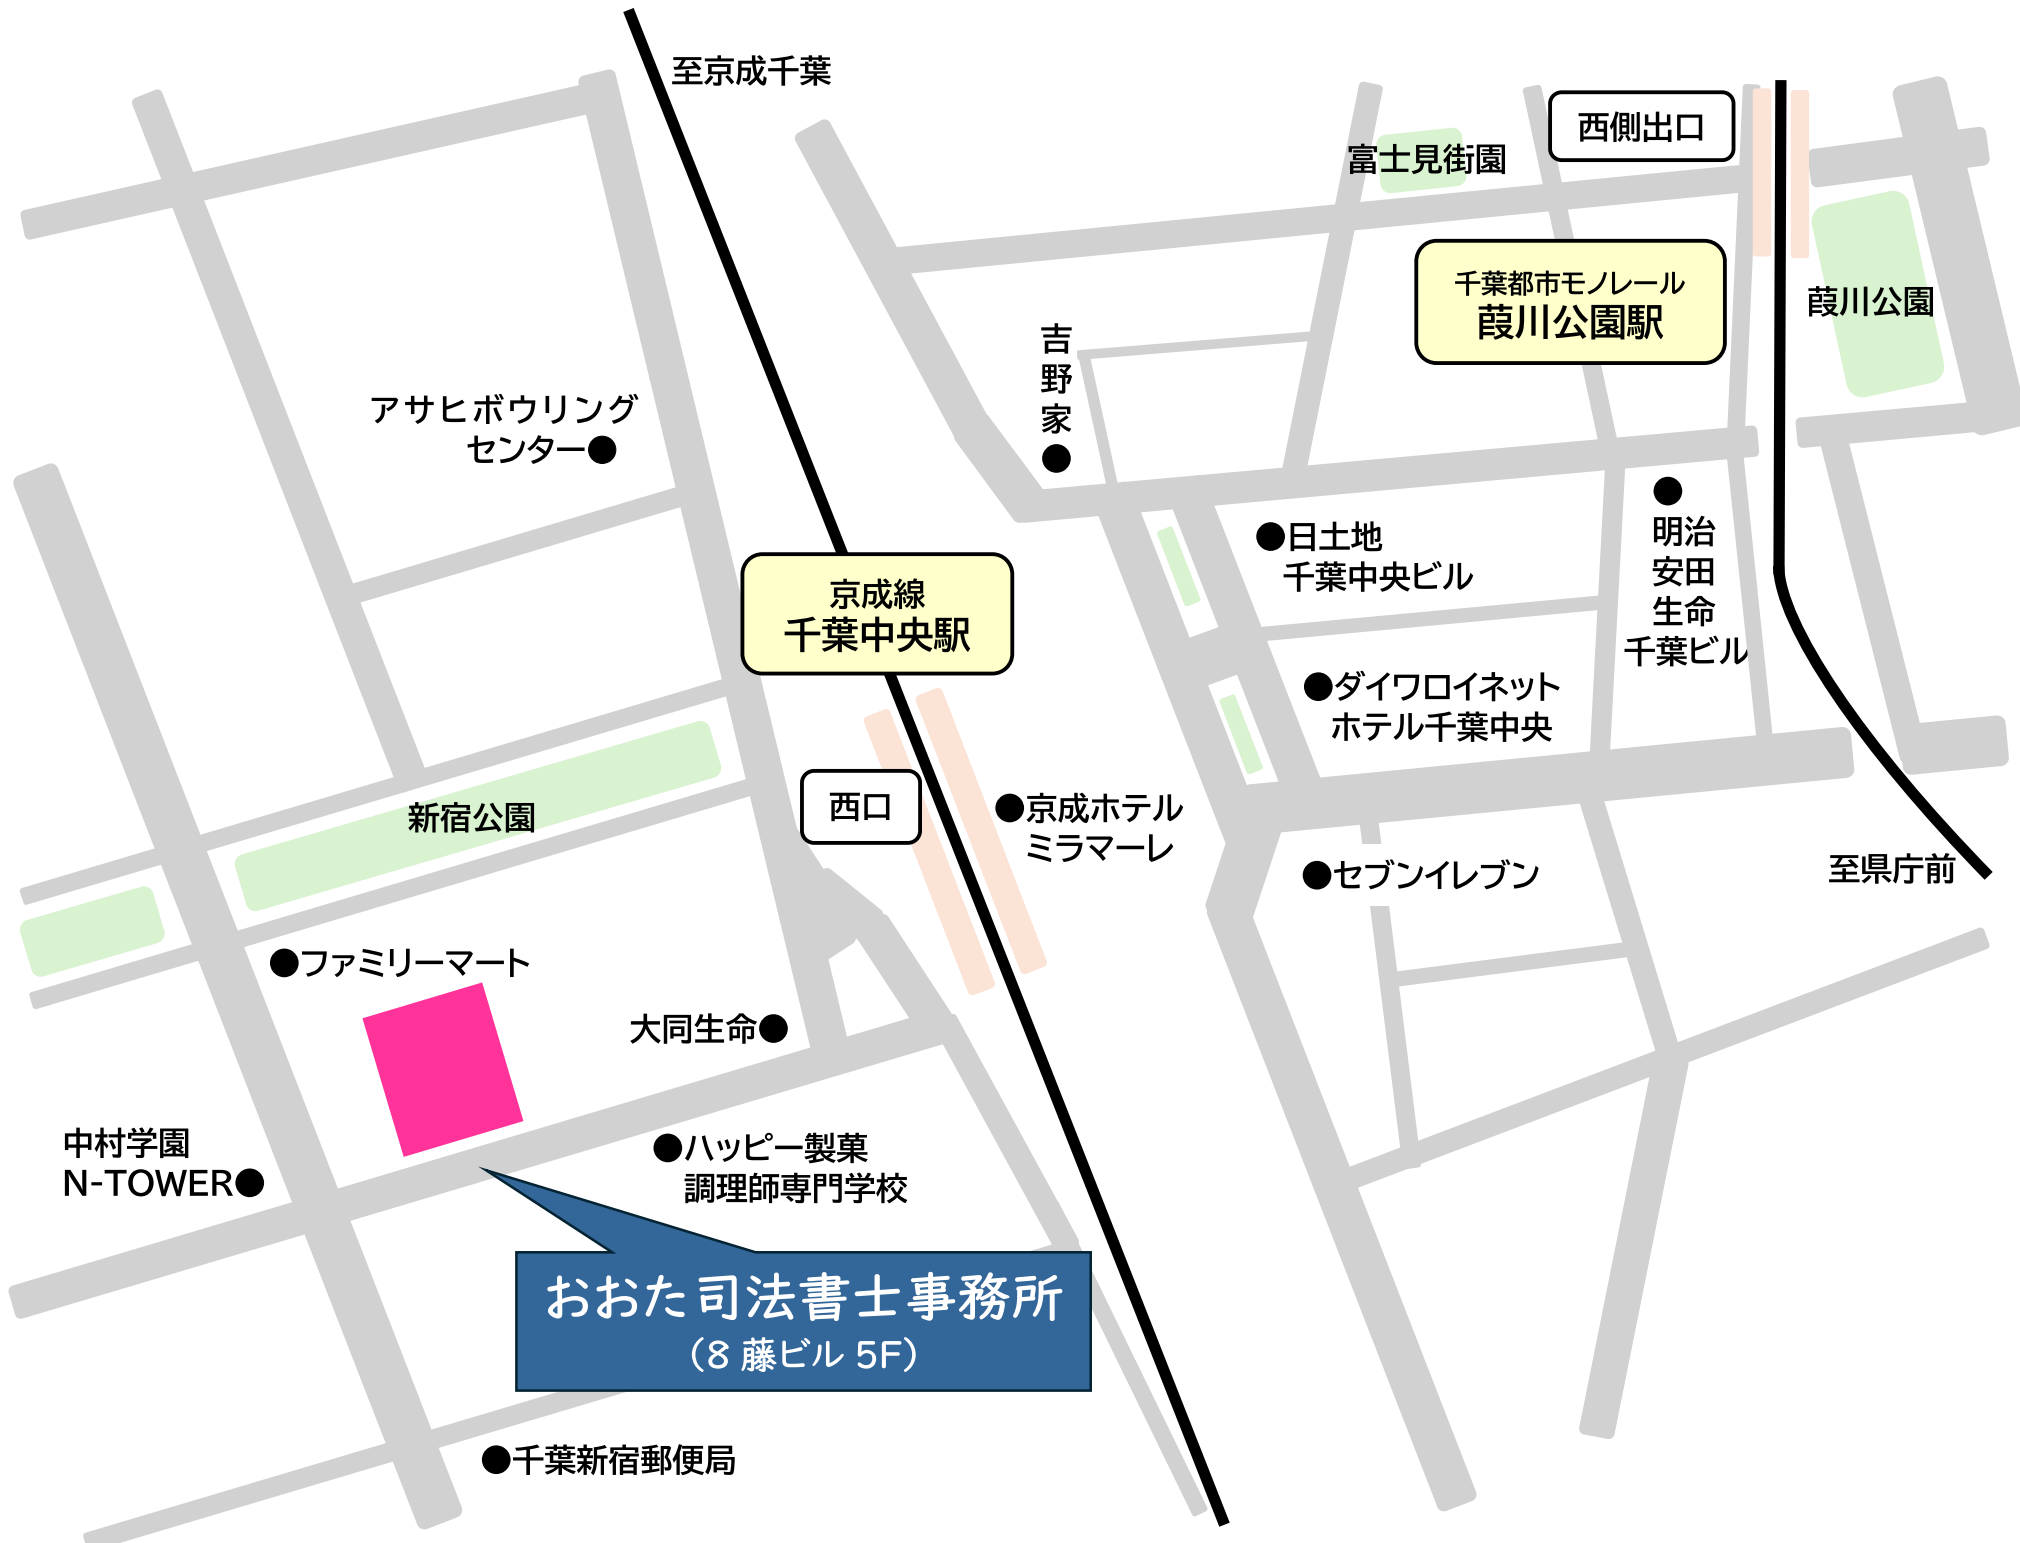 至京成千葉
西側出口
富士見街園
千葉都市モノレール
葭川公園駅
葭川公園
吉
野
家
アサヒボウリング
センター
日土地
千葉中央ビル
明治
安田
生命
千葉ビル
京成線
千葉中央駅
ダイワロイネット
ホテル千葉中央
新宿公園
西口
京成ホテル
ミラマーレ
セブンイレブン
至県庁前
ファミリーマート
大同生命
中村学園
N-TOWER
ハッピー製菓
調理師専門学校
おおた司法書士事務所
（8 藤ビル 5F）
千葉新宿郵便局